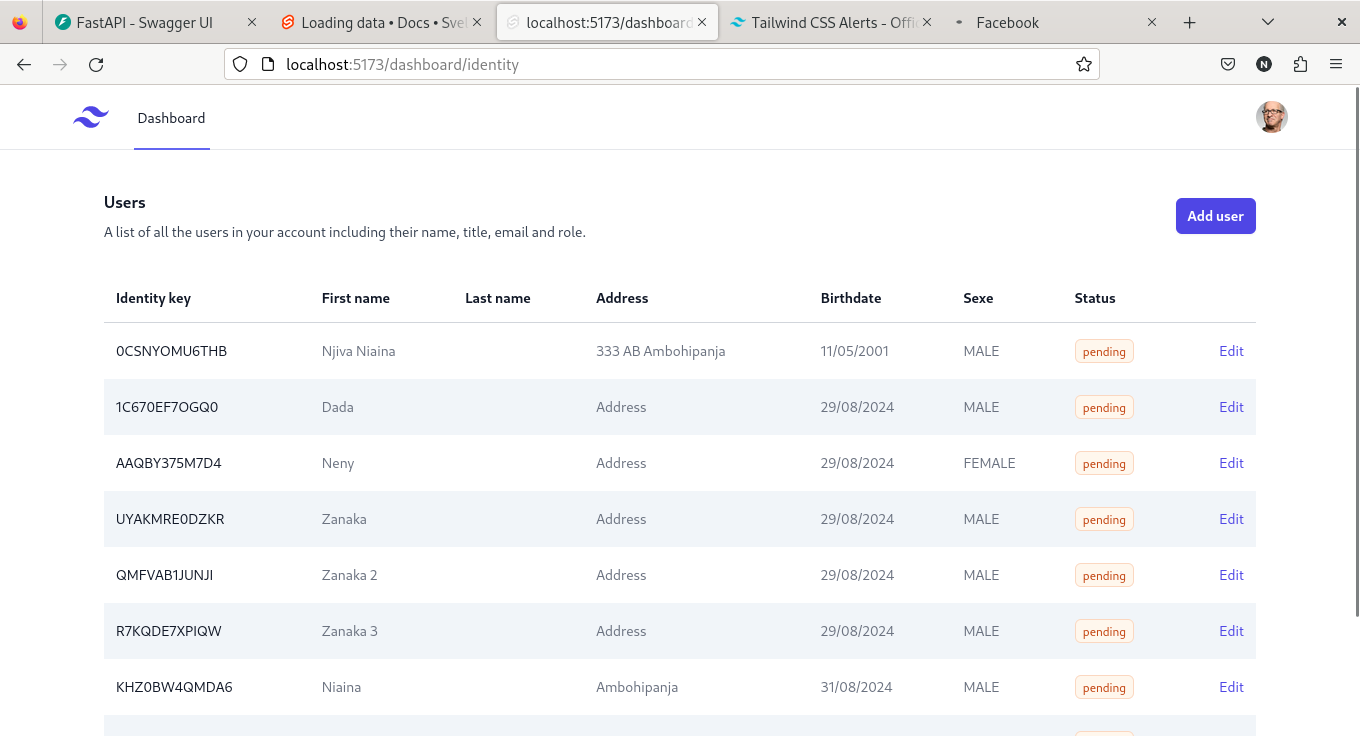 FastAPI - Swagger UI
Loading data • Docs • Sve
localhost:5173/dashboard
Tailwind CSS Alerts - Offi
Facebook
localhost:5173/dashboard/identity
N
Dashboard
Users
Add user
A list of all the users in your account including their name, title, email and role.
Identity key First name Last name Address Birthdate Sexe Status
0CSNYOMU6THB Njiva Niaina 333 AB Ambohipanja 11/05/2001 MALE pending Edit
1C670EF7OGQ0 Dada Address 29/08/2024 MALE pending Edit
AAQBY375M7D4 Neny Address 29/08/2024 FEMALE pending Edit
UYAKMRE0DZKR Zanaka Address 29/08/2024 MALE pending Edit
QMFVAB1JUNJI Zanaka 2 Address 29/08/2024 MALE pending Edit
R7KQDE7XPIQW Zanaka 3 Address 29/08/2024 MALE pending Edit
KHZ0BW4QMDA6 Niaina Ambohipanja 31/08/2024 MALE pending Edit